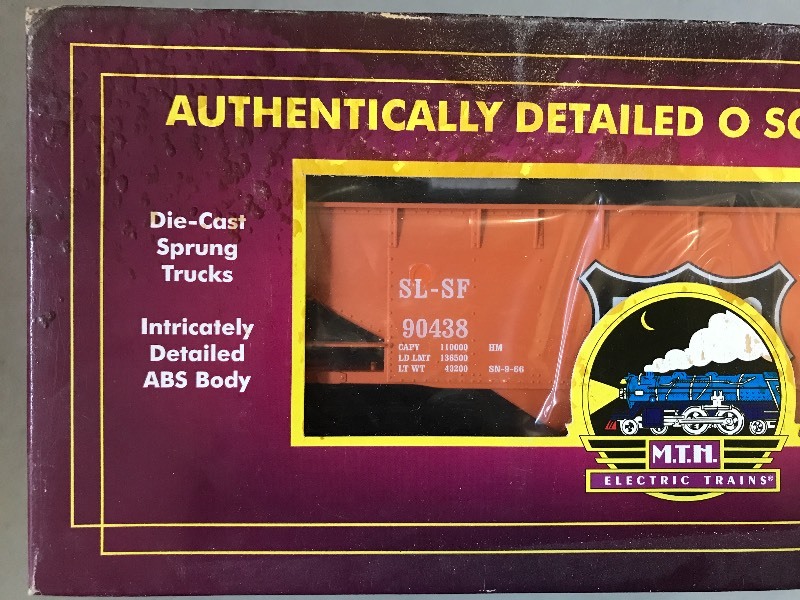 AUTHENTICALLY DETAILED O SC
Die-Cast
Sprung
Trucks
Intricately
Detailed
ABS Body
SL-SF
90438
CAPY 110000 HM
LD LMT 136500
LT WT 43200 SN-9-66
M.T.H.
ELECTRIC TRAINS®